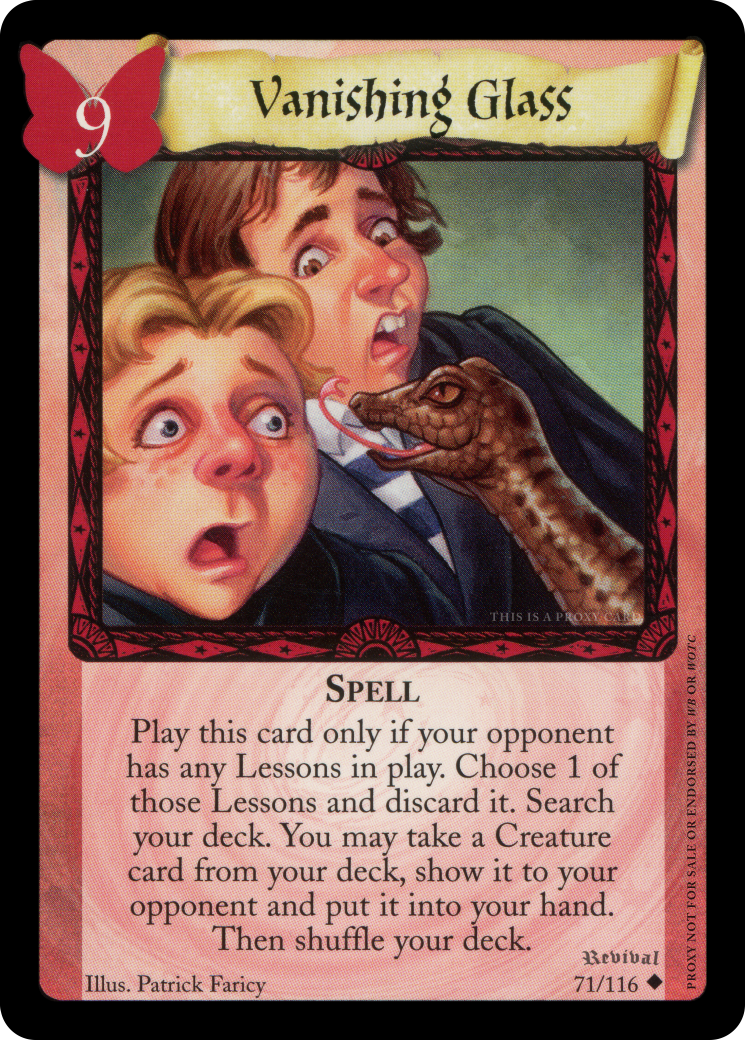 9
Vanishing Glass
THIS IS A PROXY CARD
SPELL
Play this card only if your opponent
has any Lessons in play. Choose 1 of
those Lessons and discard it. Search
your deck. You may take a Creature
card from your deck, show it to your
opponent and put it into your hand.
Then shuffle your deck.
Revival
Illus. Patrick Faricy
71/116
PROXY NOT FOR SALE OR ENDORSED BY WB OR WOTC